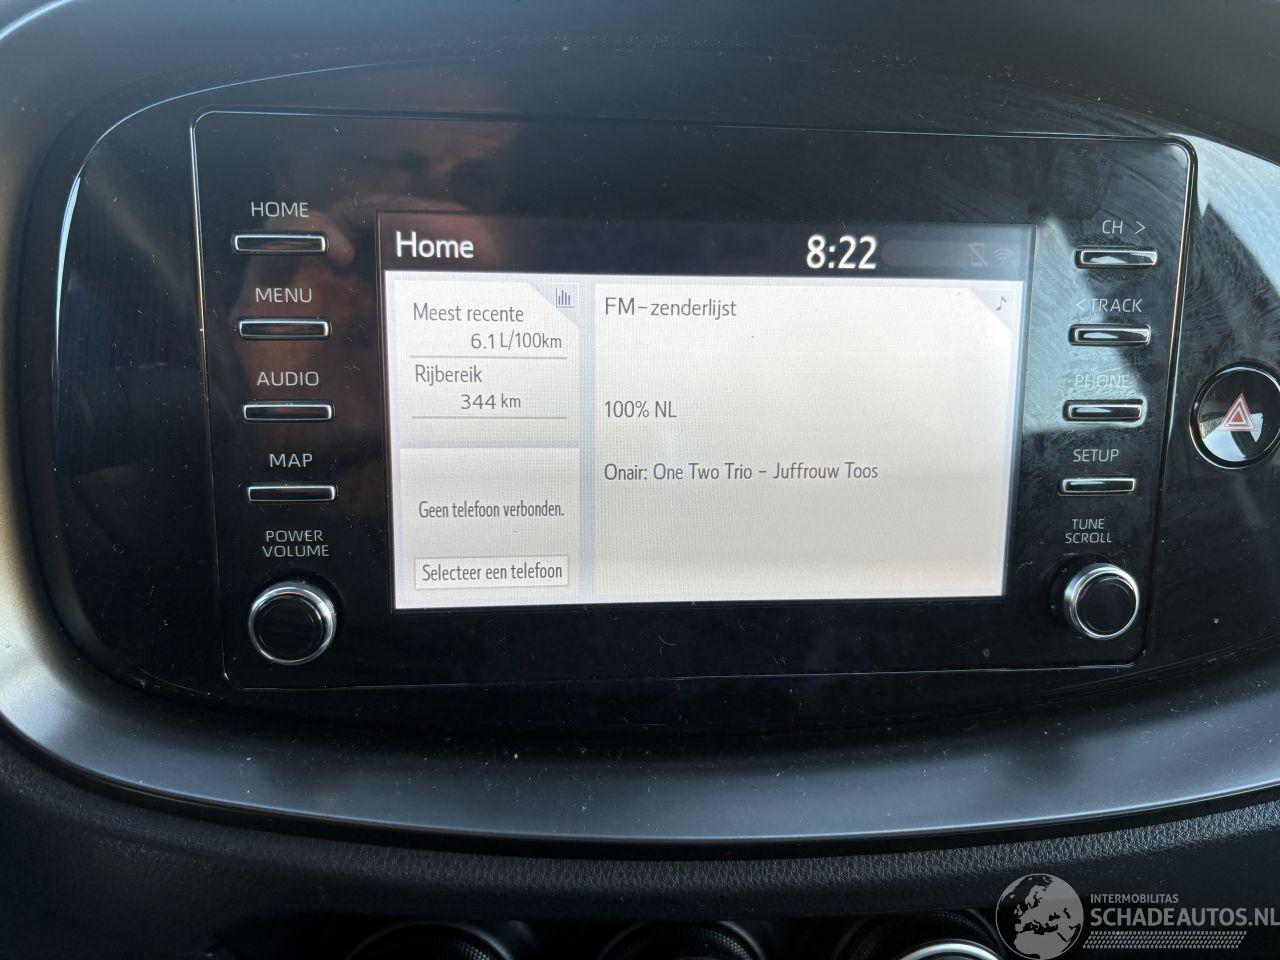 HOME
MENU
AUDIO
MAP
POWER
VOLUME
Home
8:22
Meest recente
6.1 L/100km
Rijbereik
344 km
Geen telefoon verbonden.
Selecteer een telefoon
FM-zenderlijst
100% NL
Onair: One Two Trio - Juffrouw Toos
CH >
< TRACK
PHONE
SETUP
TUNE
SCROLL
INTERMOBILITAS
SCHADEAUTOS.NL